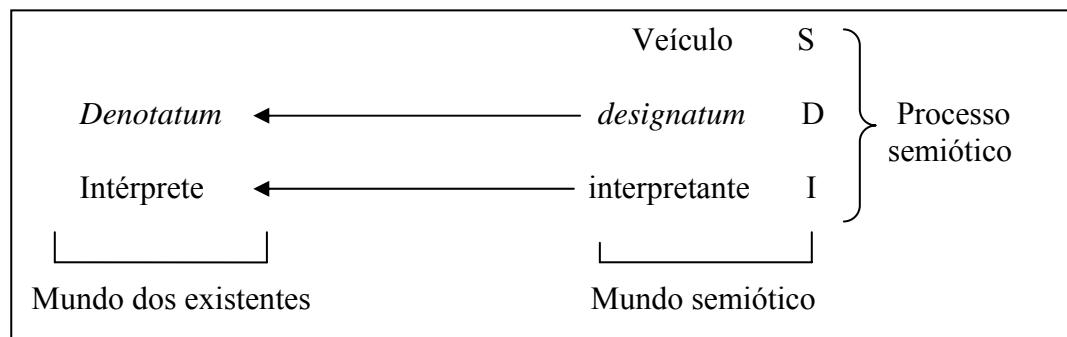 Veículo S
Denotatum designatum D Processo
semiótico
Intérprete interpretante I
Mundo dos existentes Mundo semiótico